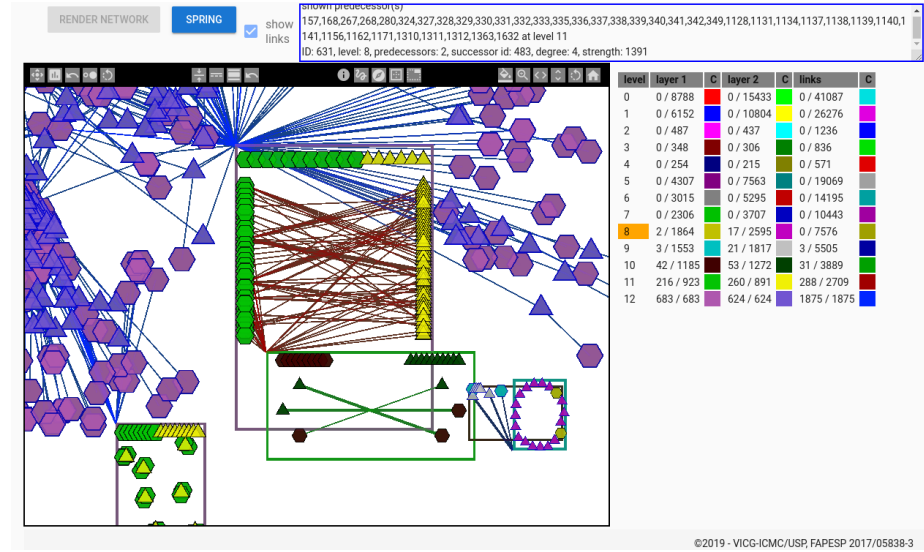 RENDER NETWORK
SPRING
show
links
shown predecessor(s)
157,168,267,268,280,324,327,328,329,330,331,332,333,335,336,337,338,339,340,341,342,349,1128,1131,1134,1137,1138,1139,1140,1
141,1156,1162,1171,1310,1311,1312,1363,1632 at level 11
ID: 631, level: 8, predecessors: 2, successor id: 483, degree: 4, strength: 1391
level layer 1 C layer 2 C links C
0 0 / 8788 0 / 15433 0 / 41087
1 0 / 6152 0 / 10804 0 / 26276
2 0 / 487 0 / 437 0 / 1236
3 0 / 348 0 / 306 0 / 836
4 0 / 254 0 / 215 0 / 571
5 0 / 4307 0 / 7563 0 / 19069
6 0 / 3015 0 / 5295 0 / 14195
7 0 / 2306 0 / 3707 0 / 10443
8 2 / 1864 17 / 2595 0 / 7576
9 3 / 1553 21 / 1817 3 / 5505
10 42 / 1185 53 / 1272 31 / 3889
11 216 / 923 260 / 891 288 / 2709
12 683 / 683 624 / 624 1875 / 1875
©2019 - VICG-ICMC/USP, FAPESP 2017/05838-3